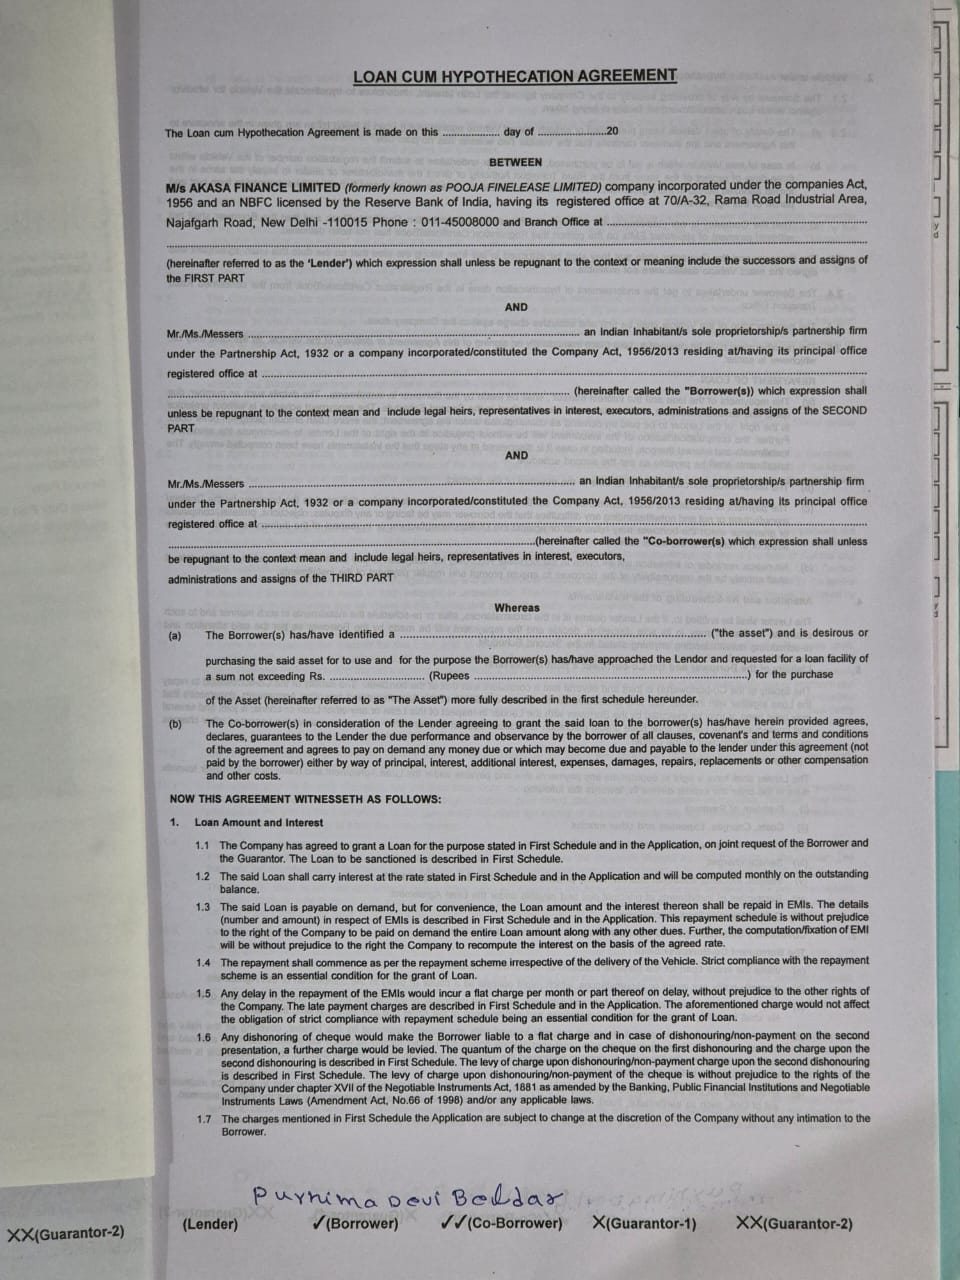 LOAN CUM HYPOTHECATION AGREEMENT
The Loan cum Hypothecation Agreement is made on this ................... day of .......................20
BETWEEN
M/s AKASA FINANCE LIMITED (formerly known as POOJA FINELEASE LIMITED) company incorporated under the companies Act,
1956 and an NBFC licensed by the Reserve Bank of India, having its registered office at 70/A-32, Rama Road Industrial Area,
Najafgarh Road, New Delhi -110015 Phone : 011-45008000 and Branch Office at ................................................
................................................
(hereinafter referred to as the 'Lender') which expression shall unless be repugnant to the context or meaning include the successors and assigns of
the FIRST PART
AND
Mr./Ms./Messers ................................................ an Indian Inhabitant/s sole proprietorship/s partnership firm
under the Partnership Act, 1932 or a company incorporated/constituted the Company Act, 1956/2013 residing at/having its principal office
registered office at ................................................
................................................ (hereinafter called the "Borrower(s)) which expression shall
unless be repugnant to the context mean and include legal heirs, representatives in interest, executors, administrations and assigns of the SECOND
PART
AND
Mr./Ms./Messers ................................................ an Indian Inhabitant/s sole proprietorship/s partnership firm
under the Partnership Act, 1932 or a company incorporated/constituted the Company Act, 1956/2013 residing at/having its principal office
registered office at ................................................
................................................(hereinafter called the "Co-borrower(s) which expression shall unless
be repugnant to the context mean and include legal heirs, representatives in interest, executors,
administrations and assigns of the THIRD PART
Whereas
(a) The Borrower(s) has/have identified a ................................................ ("the asset") and is desirous or
purchasing the said asset for to use and for the purpose the Borrower(s) has/have approached the Lendor and requested for a loan facility of
a sum not exceeding Rs. ................................ (Rupees ................................................) for the purchase
of the Asset (hereinafter referred to as "The Asset") more fully described in the first schedule hereunder.
(b) The Co-borrower(s) in consideration of the Lender agreeing to grant the said loan to the borrower(s) has/have herein provided agrees,
declares, guarantees to the Lender the due performance and observance by the borrower of all clauses, covenant's and terms and conditions
of the agreement and agrees to pay on demand any money due or which may become due and payable to the lender under this agreement (not
paid by the borrower) either by way of principal, interest, additional interest, expenses, damages, repairs, replacements or other compensation
and other costs.
NOW THIS AGREEMENT WITNESSETH AS FOLLOWS:
1. Loan Amount and Interest
1.1 The Company has agreed to grant a Loan for the purpose stated in First Schedule and in the Application, on joint request of the Borrower and
the Guarantor. The Loan to be sanctioned is described in First Schedule.
1.2 The said Loan shall carry interest at the rate stated in First Schedule and in the Application and will be computed monthly on the outstanding
balance.
1.3 The said Loan is payable on demand, but for convenience, the Loan amount and the interest thereon shall be repaid in EMIs. The details
(number and amount) in respect of EMIs is described in First Schedule and in the Application. This repayment schedule is without prejudice
to the right of the Company to be paid on demand the entire Loan amount along with any other dues. Further, the computation/fixation of EMI
will be without prejudice to the right the Company to recompute the interest on the basis of the agreed rate.
1.4 The repayment shall commence as per the repayment scheme irrespective of the delivery of the Vehicle. Strict compliance with the repayment
scheme is an essential condition for the grant of Loan.
1.5 Any delay in the repayment of the EMIs would incur a flat charge per month or part thereof on delay, without prejudice to the other rights of
the Company. The late payment charges are described in First Schedule and in the Application. The aforementioned charge would not affect
the obligation of strict compliance with repayment schedule being an essential condition for the grant of Loan.
1.6 Any dishonoring of cheque would make the Borrower liable to a flat charge and in case of dishonouring/non-payment on the second
presentation, a further charge would be levied. The quantum of the charge on the cheque on the first dishonouring and the charge upon the
second dishonouring is described in First Schedule. The levy of charge upon dishonouring/non-payment charge upon the second dishonouring
is described in First Schedule. The levy of charge upon dishonouring/non-payment of the cheque is without prejudice to the rights of the
Company under chapter XVII of the Negotiable Instruments Act, 1881 as amended by the Banking, Public Financial Institutions and Negotiable
Instruments Laws (Amendment Act, No.66 of 1998) and/or any applicable laws.
1.7 The charges mentioned in First Schedule the Application are subject to change at the discretion of the Company without any intimation to the
Borrower.
Purnima Devi Beldar
(Lender) ✓(Borrower) ✓✓(Co-Borrower) X(Guarantor-1) XX(Guarantor-2)
XX(Guarantor-2)